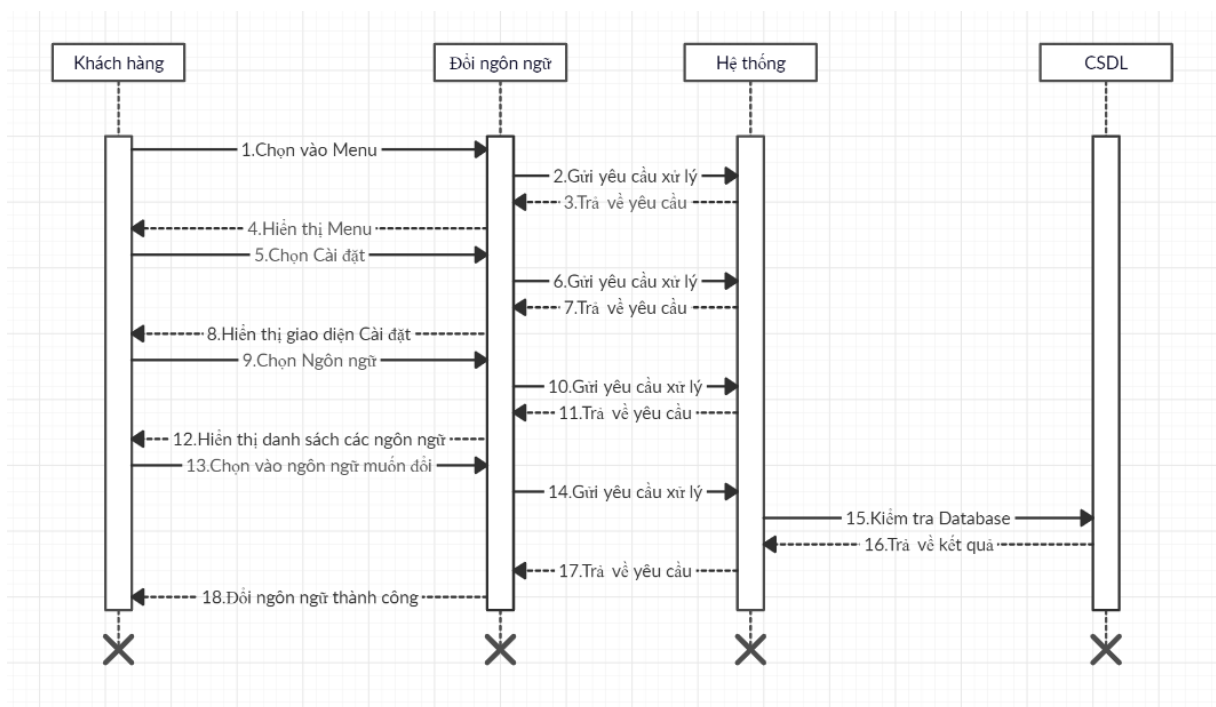 Khách hàng
Đổi ngôn ngữ
Hệ thống
CSDL
1.Chọn vào Menu
2.Gửi yêu cầu xử lý
3.Trả về yêu cầu
4.Hiển thị Menu
5.Chọn Cài đặt
6.Gửi yêu cầu xử lý
7.Trả về yêu cầu
8.Hiển thị giao diện Cài đặt
9.Chọn Ngôn ngữ
10.Gửi yêu cầu xử lý
11.Trả về yêu cầu
12.Hiển thị danh sách các ngôn ngữ
13.Chọn vào ngôn ngữ muốn đổi
14.Gửi yêu cầu xử lý
15.Kiểm tra Database
16.Trả về kết quả
17.Trả về yêu cầu
18.Đổi ngôn ngữ thành công